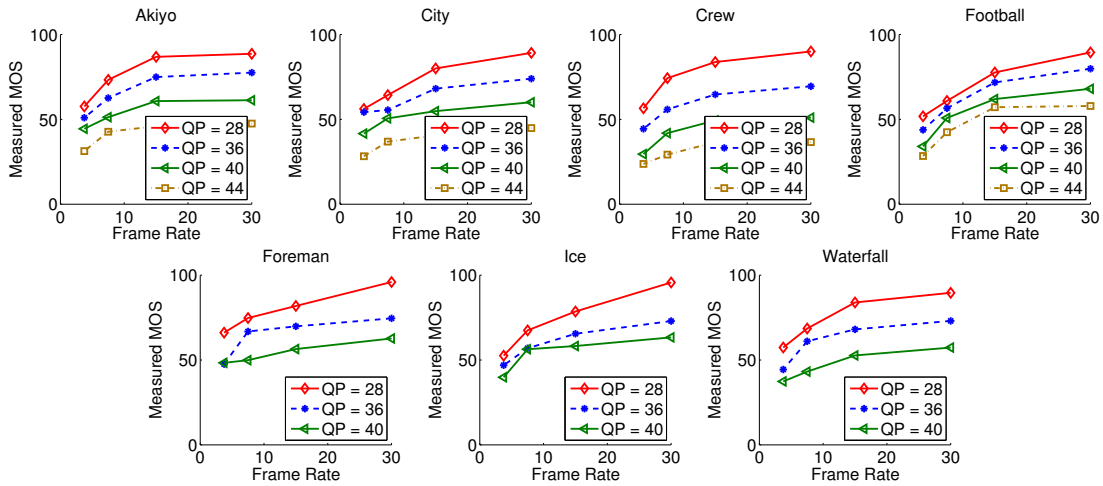 Akiyo
City
Crew
Football
100
50
0
0 10 20 30
Measured MOS
Frame Rate
QP = 28
QP = 36
QP = 40
QP = 44
100
50
0
0 10 20 30
Measured MOS
Frame Rate
QP = 28
QP = 36
QP = 40
QP = 44
100
50
0
0 10 20 30
Measured MOS
Frame Rate
QP = 28
QP = 36
QP = 40
QP = 44
100
50
0
0 10 20 30
Measured MOS
Frame Rate
QP = 28
QP = 36
QP = 40
QP = 44
Foreman
Ice
Waterfall
100
50
0
0 10 20 30
Measured MOS
Frame Rate
QP = 28
QP = 36
QP = 40
100
50
0
0 10 20 30
Measured MOS
Frame Rate
QP = 28
QP = 36
QP = 40
100
50
0
0 10 20 30
Measured MOS
Frame Rate
QP = 28
QP = 36
QP = 40